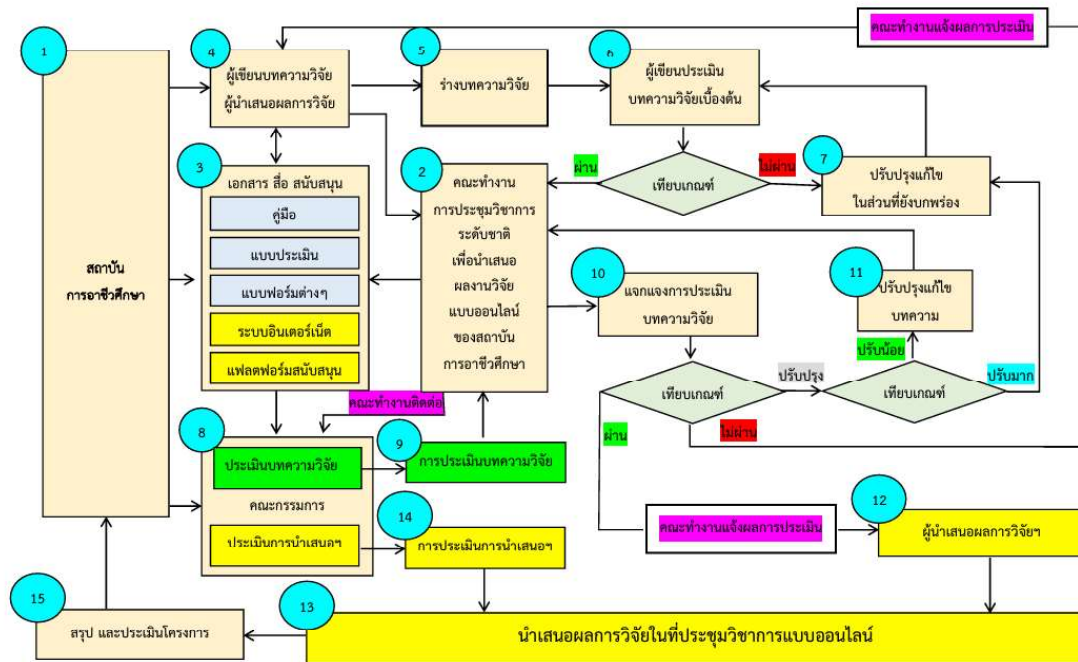 1
สถาบัน
การอาชีวศึกษา
4
ผู้เขียนบทความวิจัย
ผู้นำเสนอผลการวิจัย
5
ร่างบทความวิจัย
6
ผู้เขียนประเมิน
บทความวิจัยเบื้องต้น
คณะทำงานแจ้งผลการประเมิน
เทียบเกณฑ์
ผ่าน
ไม่ผ่าน
7
ปรับปรุงแก้ไข
ในส่วนที่ยังบกพร่อง
3
เอกสาร สื่อ สนับสนุน
คู่มือ
แบบประเมิน
แบบฟอร์มต่างๆ
ระบบอินเตอร์เน็ต
แฟลตฟอร์มสนับสนุน
2
คณะทำงาน
การประชุมวิชาการ
ระดับชาติ
เพื่อนำเสนอ
ผลงานวิจัย
แบบออนไลน์
ของสถาบัน
การอาชีวศึกษา
10
แจกแจงการประเมิน
บทความวิจัย
11
ปรับปรุงแก้ไข
บทความ
เทียบเกณฑ์
ปรับปรุง
เทียบเกณฑ์
ปรับน้อย
ปรับมาก
ผ่าน
ไม่ผ่าน
คณะทำงานติดต่อ
8
ประเมินบทความวิจัย
คณะกรรมการ
ประเมินการนำเสนอฯ
9
การประเมินบทความวิจัย
14
การประเมินการนำเสนอฯ
คณะทำงานแจ้งผลการประเมิน
12
ผู้นำเสนอผลการวิจัยฯ
15
สรุป และประเมินโครงการ
13
นำเสนอผลการวิจัยในที่ประชุมวิชาการแบบออนไลน์